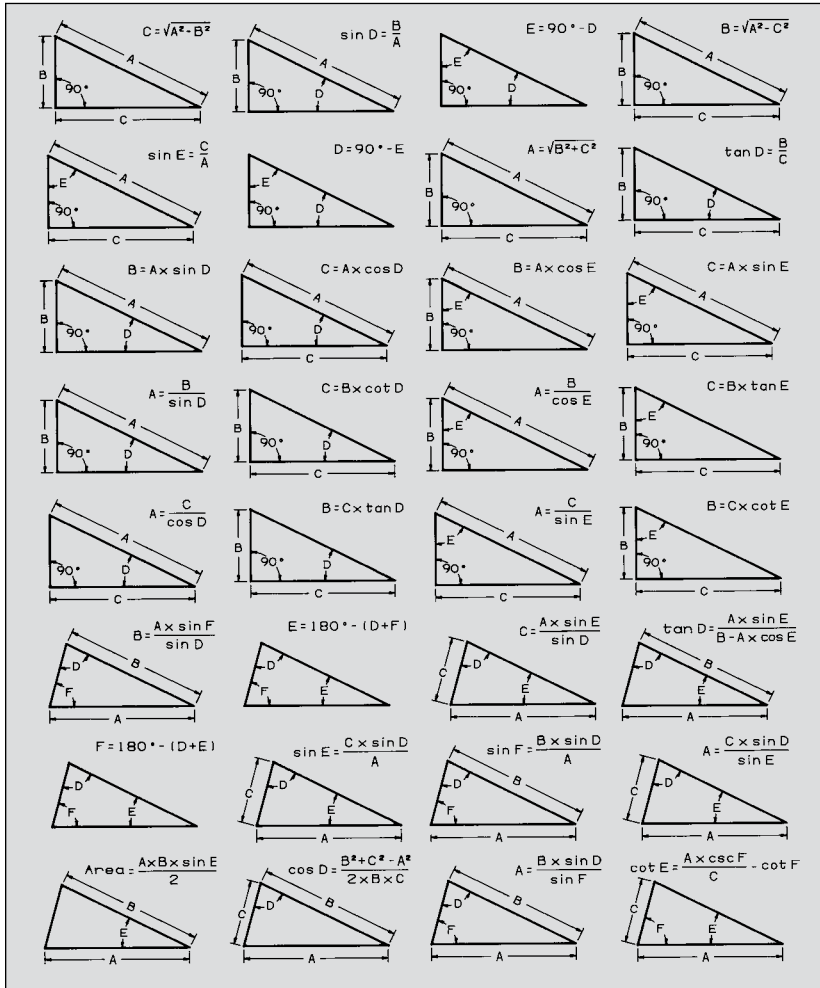 C=√A²-B²
A
B
90°
C
sin D=B/A
A
B
D
90°
E=90°-D
E
D
90°
B=√A²-C²
A
B
90°
C
sin E=C/A
A
E
90°
C
D=90°-E
E
90°
D
A=√B²+C²
A
B
90°
C
tan D=B/C
B
90°
D
C
B=A x sin D
A
B
90°
D
C=A x cos D
A
90°
D
C
B=A x cos E
A
E
B
90°
C=A x sin E
A
E
90°
C
A=B/sin D
A
B
90°
D
C=B x cot D
B
90°
D
C
A=B/cos E
A
E
B
90°
C=B x tan E
E
B
90°
C
A=C/cos D
A
90°
D
C
B=C x tan D
B
90°
D
C
A=C/sin E
A
E
90°
C
B=C x cot E
E
B
90°
C
B=A x sin F/sin D
D
B
F
A
E=180°-(D+F)
D
F
E
C=A x sin E/sin D
C
D
E
A
tan D=A x sin E/B-A x cos E
D
B
E
A
F=180°-(D+E)
D
F
E
sin E=C x sin D/A
C
D
E
A
sin F=B x sin D/A
B
D
F
A
A=C x sin D/sin E
C
D
E
A
Area=A x B x sin E/2
B
E
A
cos D=B²+C²-A²/2 x B x C
B
D
C
A
A=B x sin D/sin F
B
D
F
A
cot E=A x csc F/C-cot F
C
F
E
A